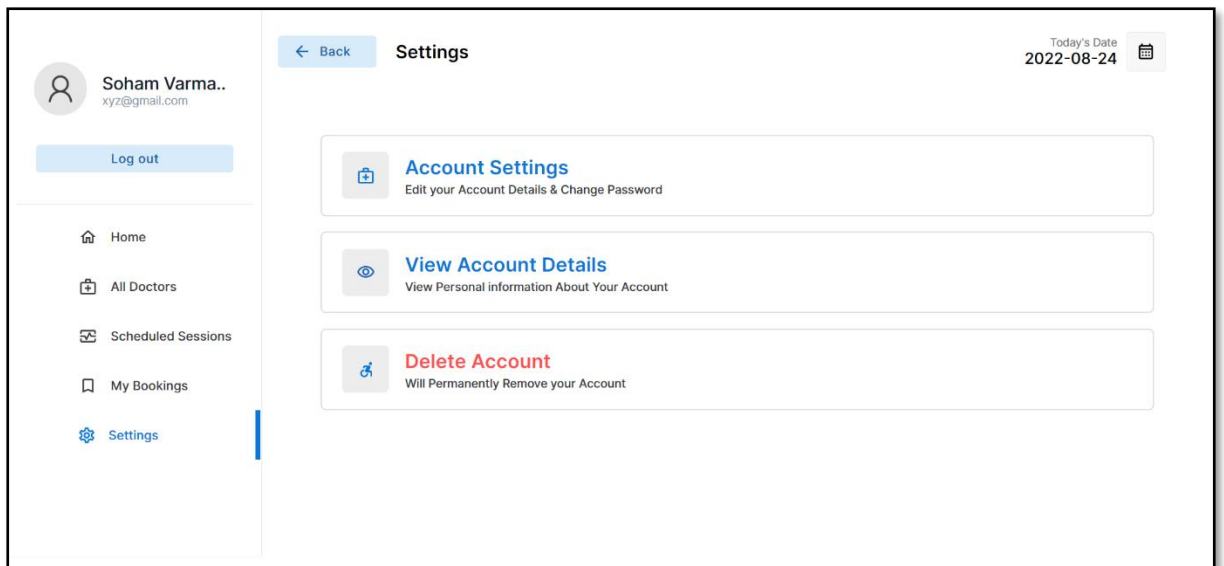 Soham Varma..
xyz@gmail.com
Log out
Home
All Doctors
Scheduled Sessions
My Bookings
Settings
Back
Settings
Today's Date
2022-08-24
Account Settings
Edit your Account Details & Change Password
View Account Details
View Personal information About Your Account
Delete Account
Will Permanently Remove your Account